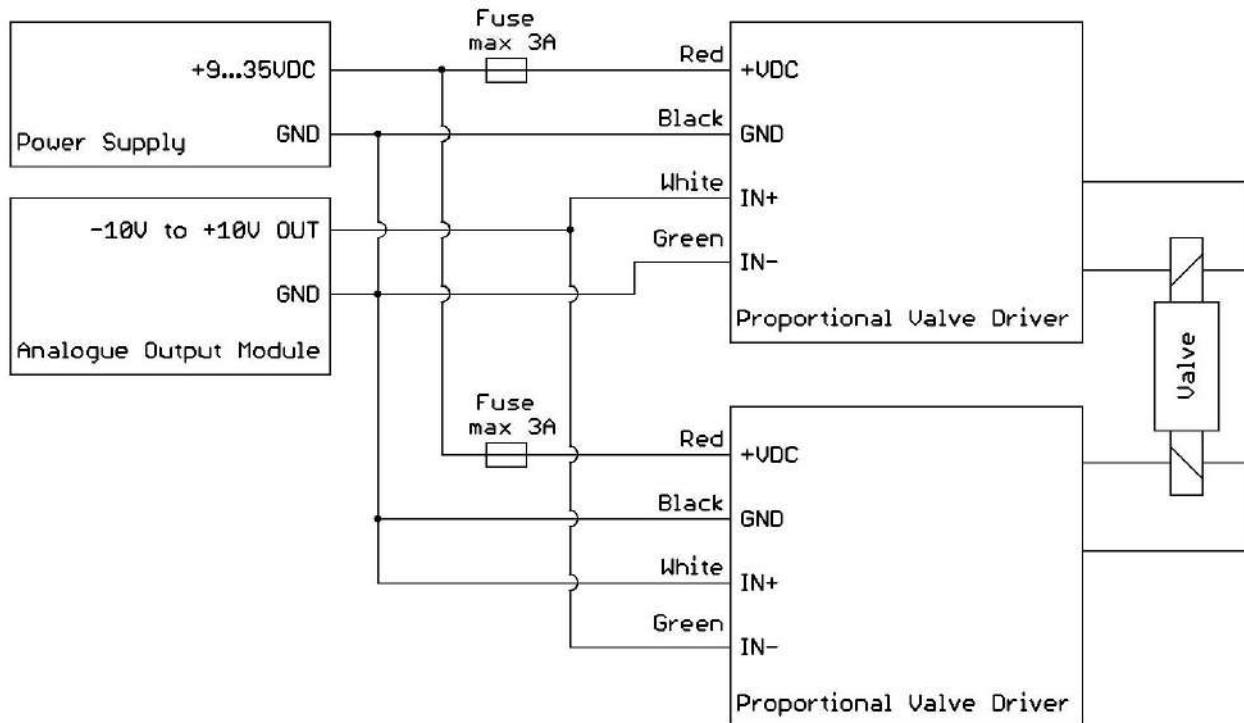 +9...35VDC
GND
Power Supply
-10V to +10V OUT
GND
Analogue Output Module
Fuse
max 3A
Red
Black
White
Green
+VDC
GND
IN+
IN-
Proportional Valve Driver
Valve
Fuse
max 3A
Red
Black
White
Green
+VDC
GND
IN+
IN-
Proportional Valve Driver